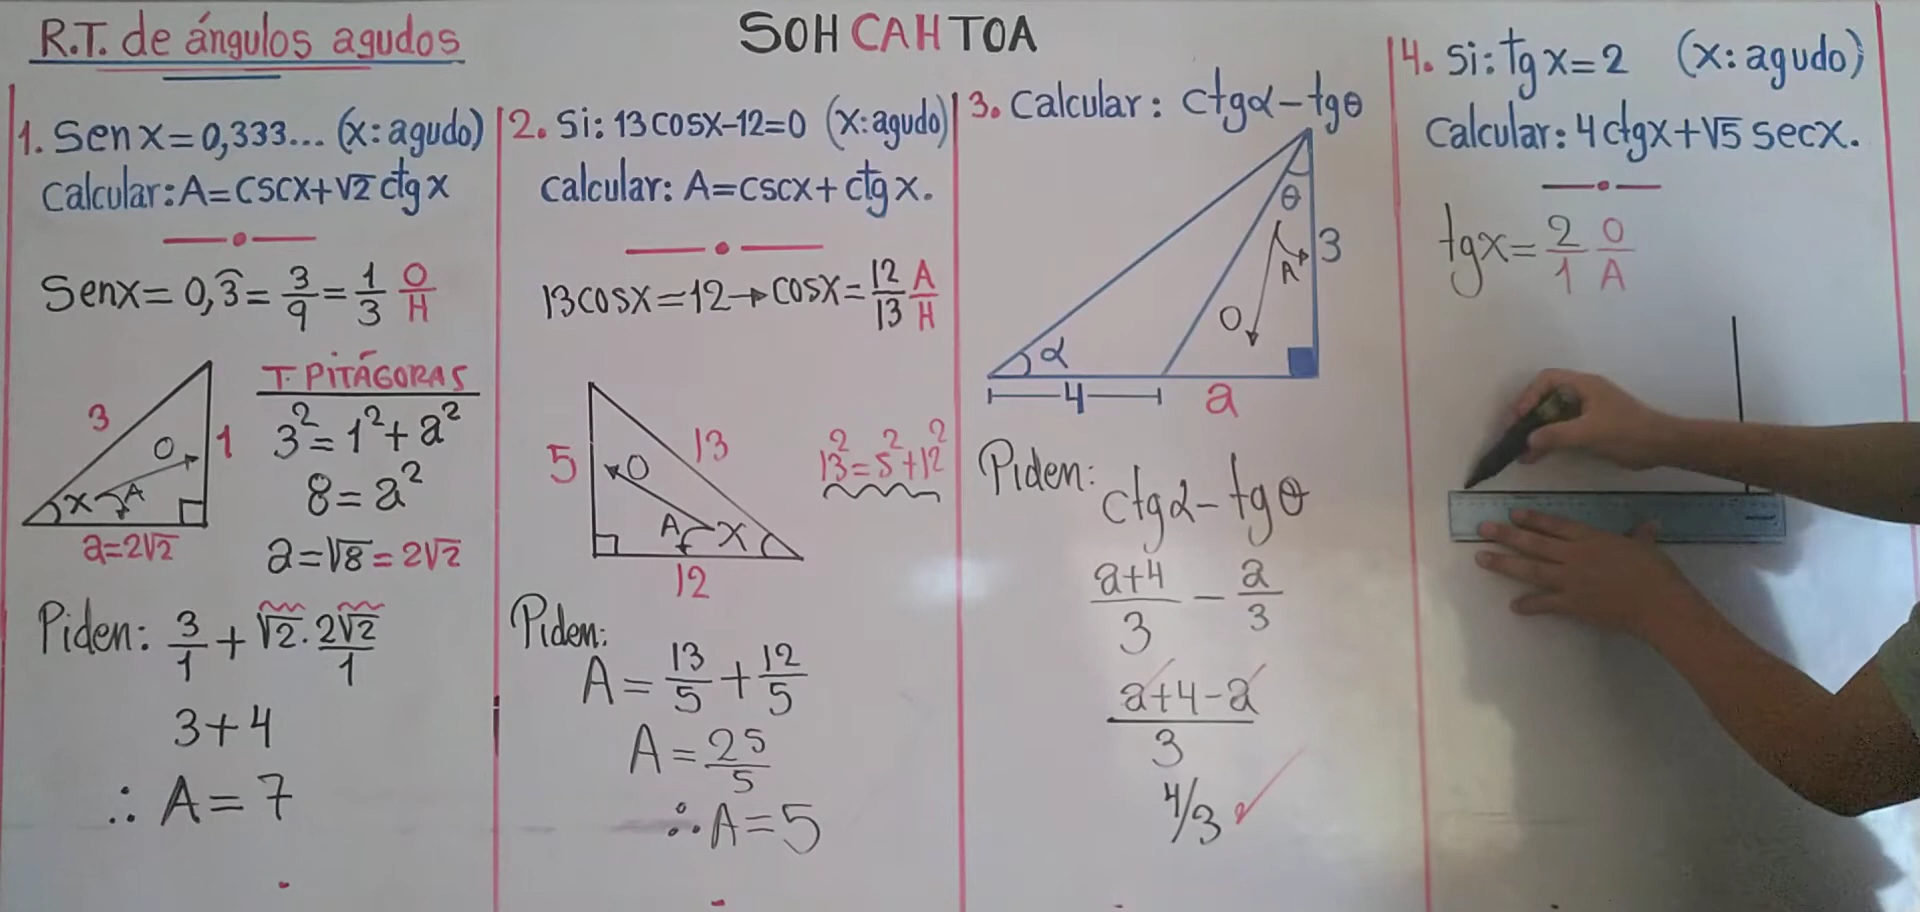 R.T. de ángulos agudos
SOH CAH TOA
1. Senx=0,333... (x: agudo)
Calcular: A=cscx+√2 ctgx
Senx=0,3̂=3/9=1/3 O/H
3
O
1
x
A
a=2√2
T. PITÁGORAS
3²=1²+a²
8=a²
a=√8=2√2
Piden: 3/1+√2·2√2/1
3+4
∴ A=7
2. Si: 13cosx-12=0 (x: agudo)
Calcular: A=cscx+ctgx.
13cosx=12→cosx=12/13 A/H
5
O
13
A
x
12
13²=5²+12²
Piden:
A=13/5+12/5
A=25/5
∴A=5
3. Calcular: ctgα-tgθ
θ
3
A
O
α
4
a
Piden: ctgα-tgθ
a+4/3-a/3
a+4-a/3
4/3✓
4. Si: tgx=2 (x: agudo)
Calcular: 4ctgx+√5 secx.
tgx=2/1 O/A